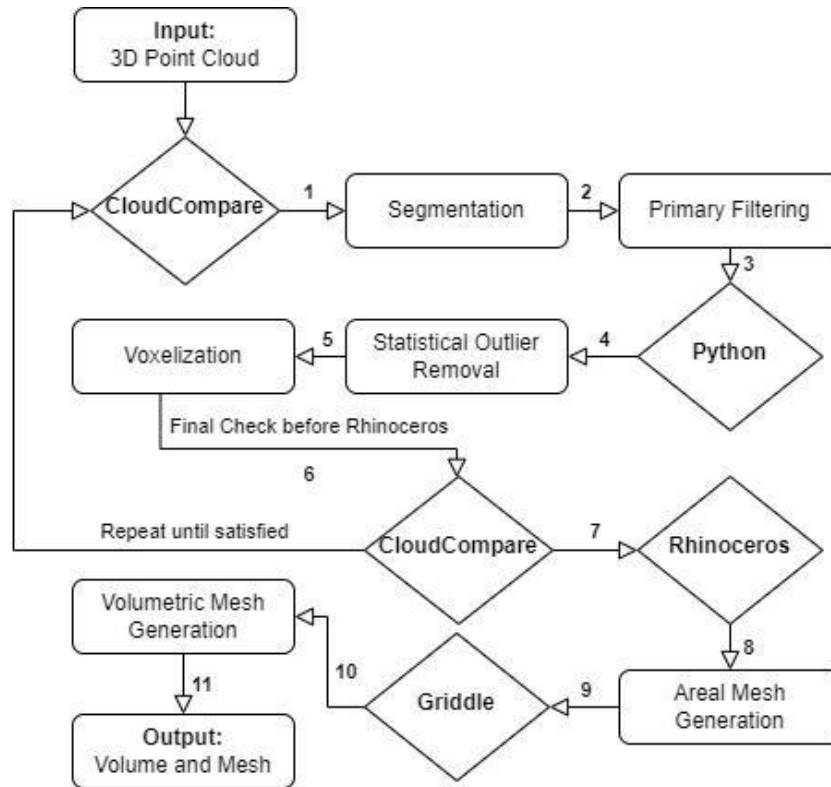 Input:
3D Point Cloud
CloudCompare
1
Segmentation
2
Primary Filtering
3
Python
4
Statistical Outlier
Removal
5
Voxelization
Final Check before Rhinoceros
6
Repeat until satisfied
CloudCompare
7
Rhinoceros
8
Areal Mesh
Generation
9
Griddle
10
Volumetric Mesh
Generation
11
Output:
Volume and Mesh